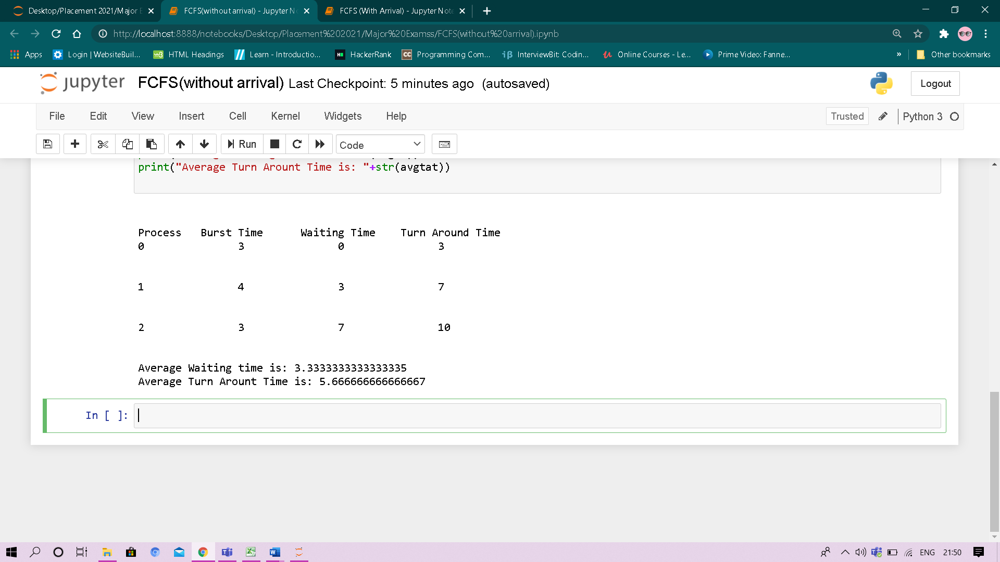 Desktop/Placement 2021/Major E
FCFS(without arrival) - Jupyter No
FCFS (With Arrival) - Jupyter Note
http://localhost:8888/notebooks/Desktop/Placement%202021/Major%20Examss/FCFS(without%20arrival).ipynb
Apps
Login | WebsiteBuil...
HTML Headings
Learn - Introductio...
HackerRank
Programming Com...
InterviewBit: Codin...
Online Courses - Le...
Prime Video: Fanne...
»
Other bookmarks
jupyter FCFS(without arrival) Last Checkpoint: 5 minutes ago (autosaved)
Logout
File Edit View Insert Cell Kernel Widgets Help
Trusted
Python 3
Run
Code
print("Average Turn Arount Time is: "+str(avgtat))
Process Burst Time Waiting Time Turn Around Time
0 3 0 3
1 4 3 7
2 3 7 10
Average Waiting time is: 3.3333333333333335
Average Turn Arount Time is: 5.666666666666667
In [ ]:
ENG 21:50